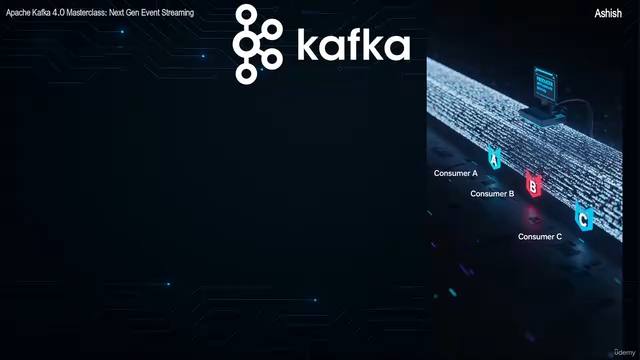 Apache Kafka 4.0 Masterclass: Next Gen Event Streaming
Ashish
kafka
A
Consumer A
B
Consumer B
C
Consumer C
udemy